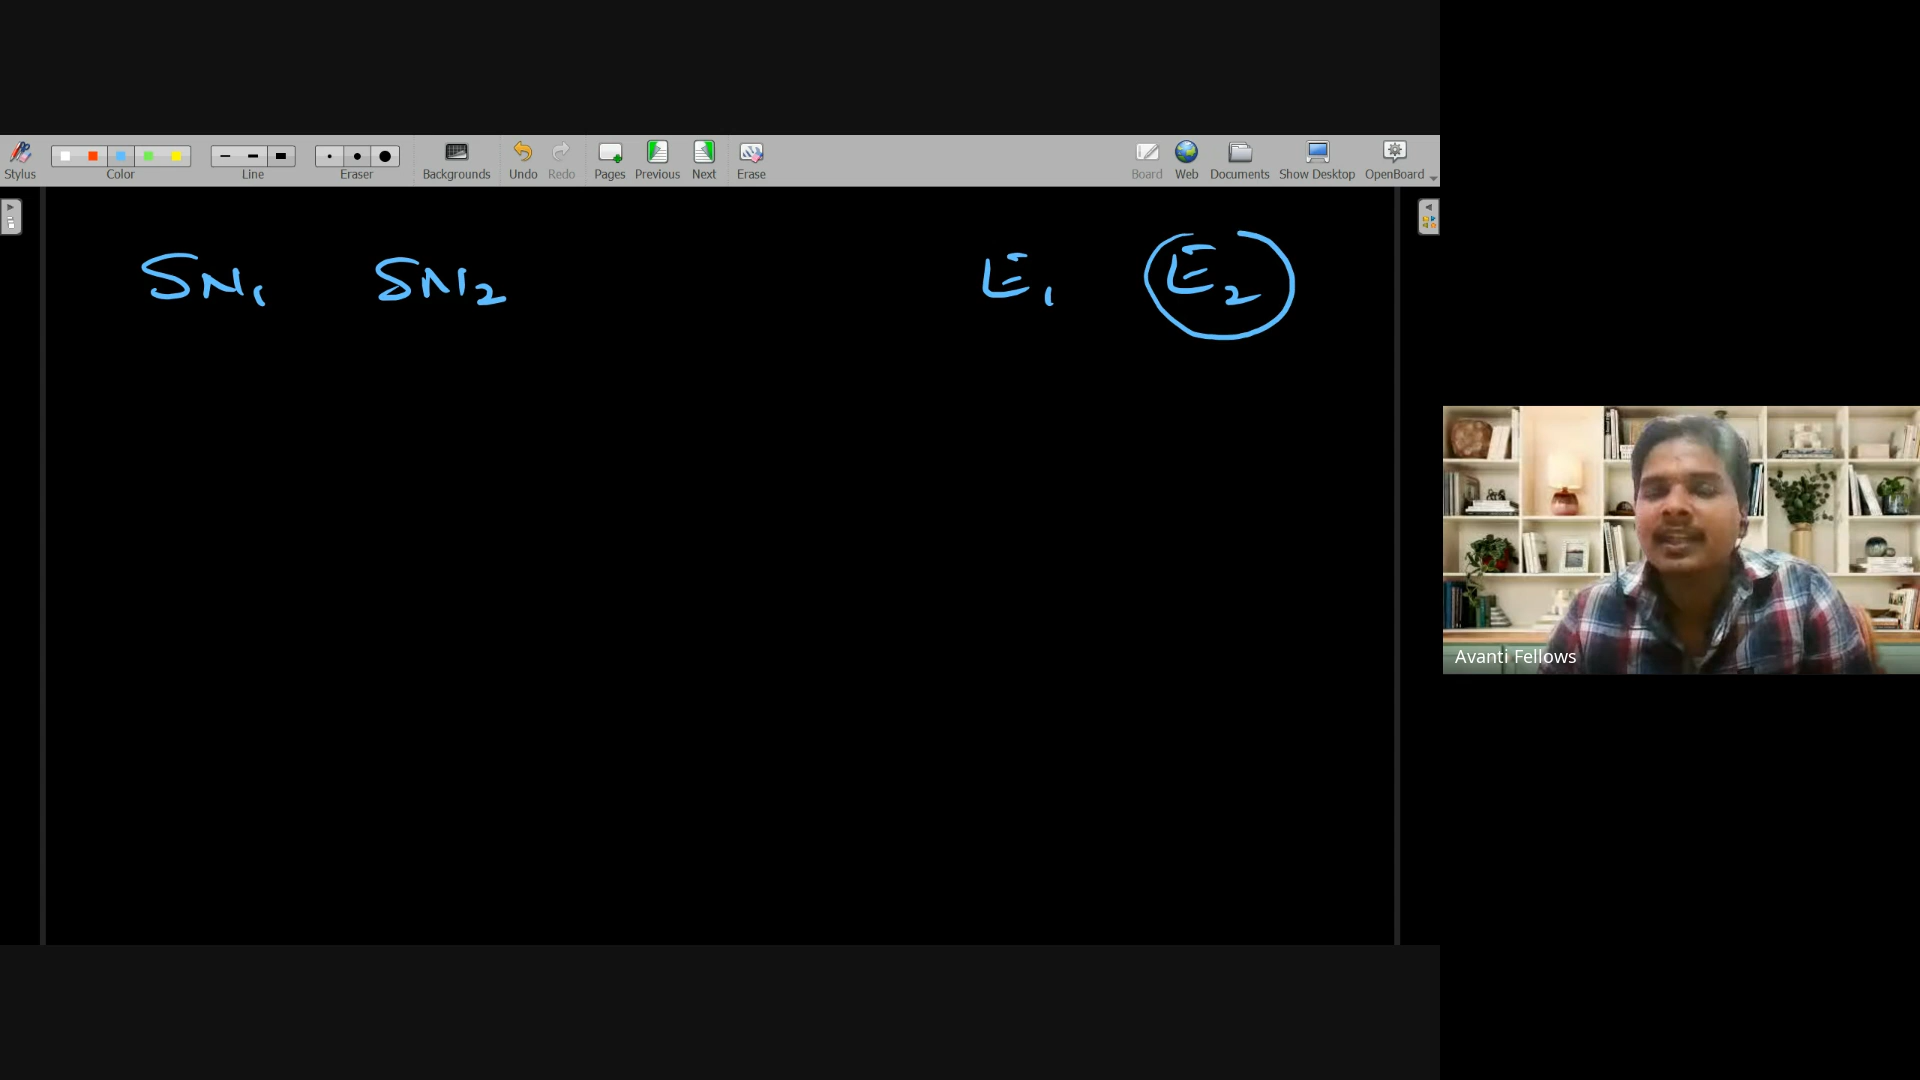 Stylus Color Line Eraser Backgrounds Undo Redo Pages Previous Next Erase Board Web Documents Show Desktop OpenBoard
SN1 SN2 E1 E2
Avanti Fellows